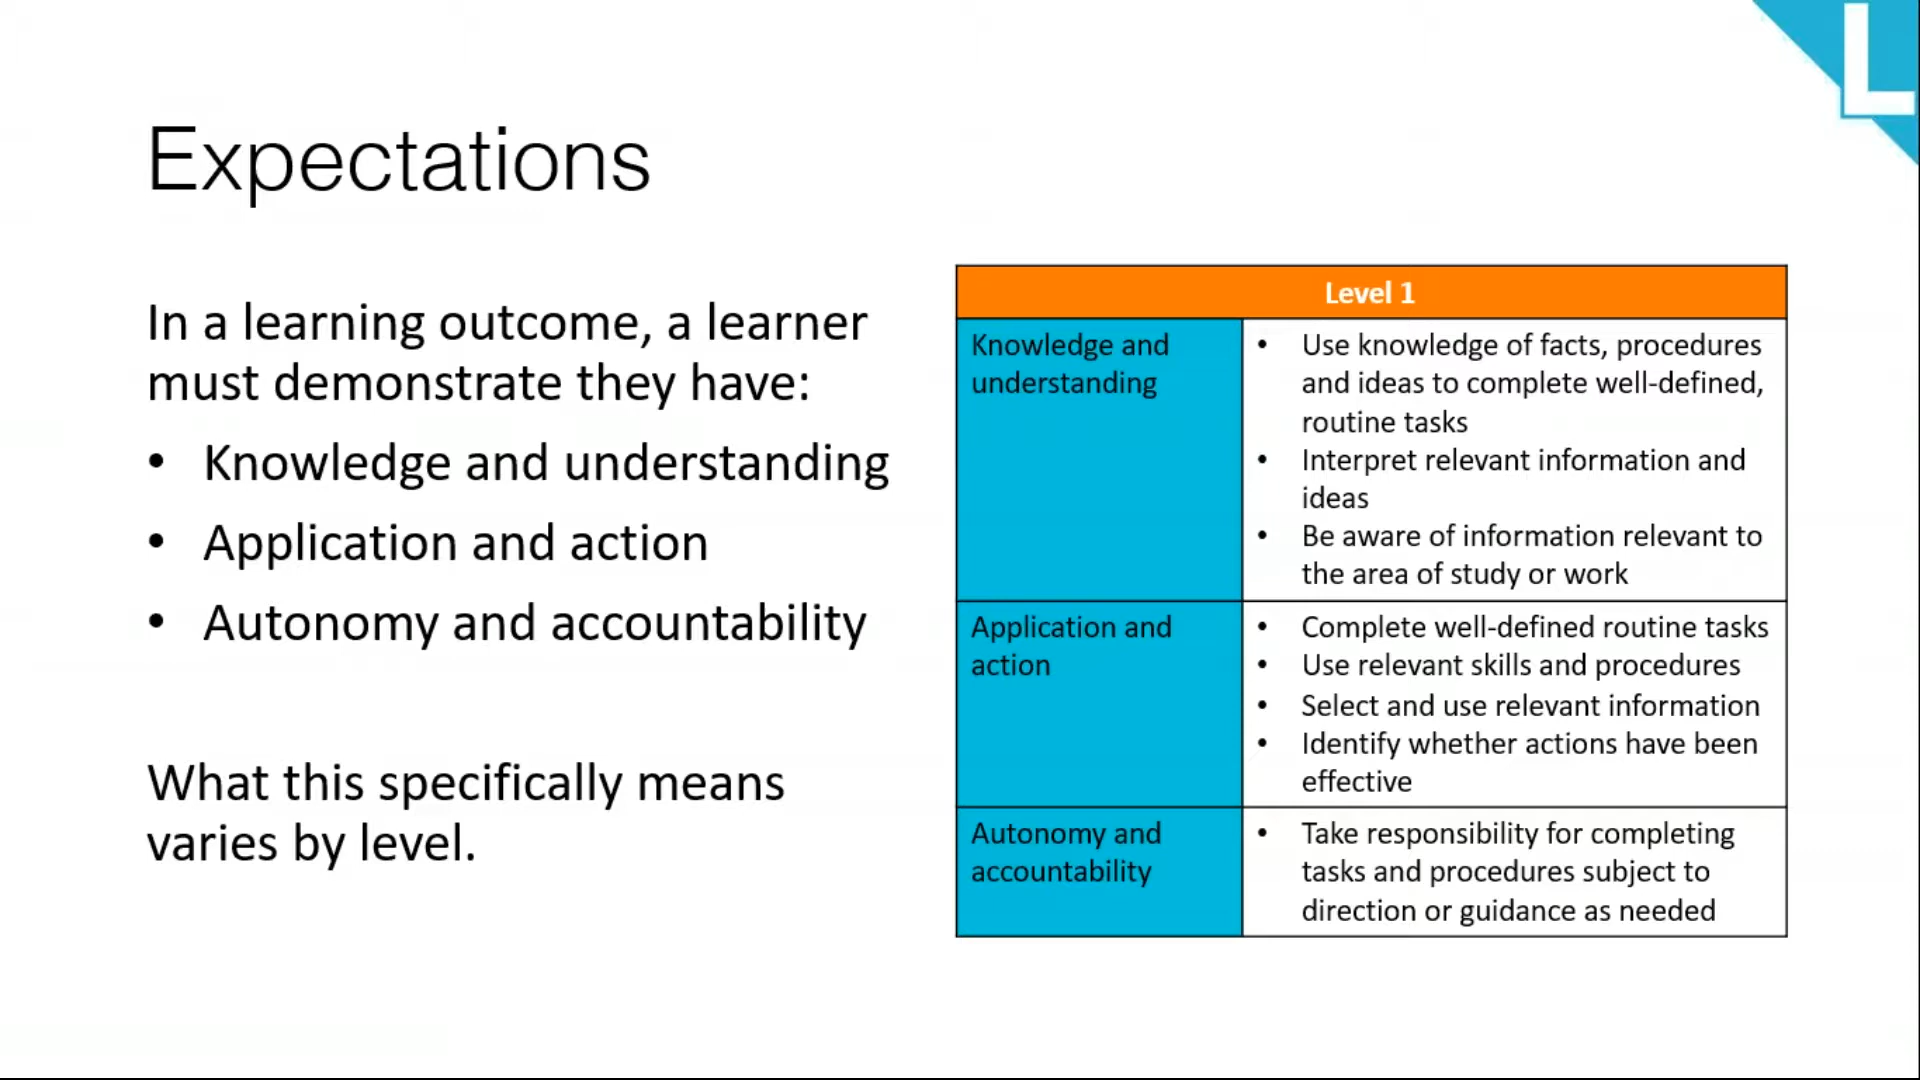 L
Expectations
In a learning outcome, a learner
must demonstrate they have:
• Knowledge and understanding
• Application and action
• Autonomy and accountability
What this specifically means
varies by level.
Level 1
Knowledge and
understanding
• Use knowledge of facts, procedures
and ideas to complete well-defined,
routine tasks
• Interpret relevant information and
ideas
• Be aware of information relevant to
the area of study or work
Application and
action
• Complete well-defined routine tasks
• Use relevant skills and procedures
• Select and use relevant information
• Identify whether actions have been
effective
Autonomy and
accountability
• Take responsibility for completing
tasks and procedures subject to
direction or guidance as needed